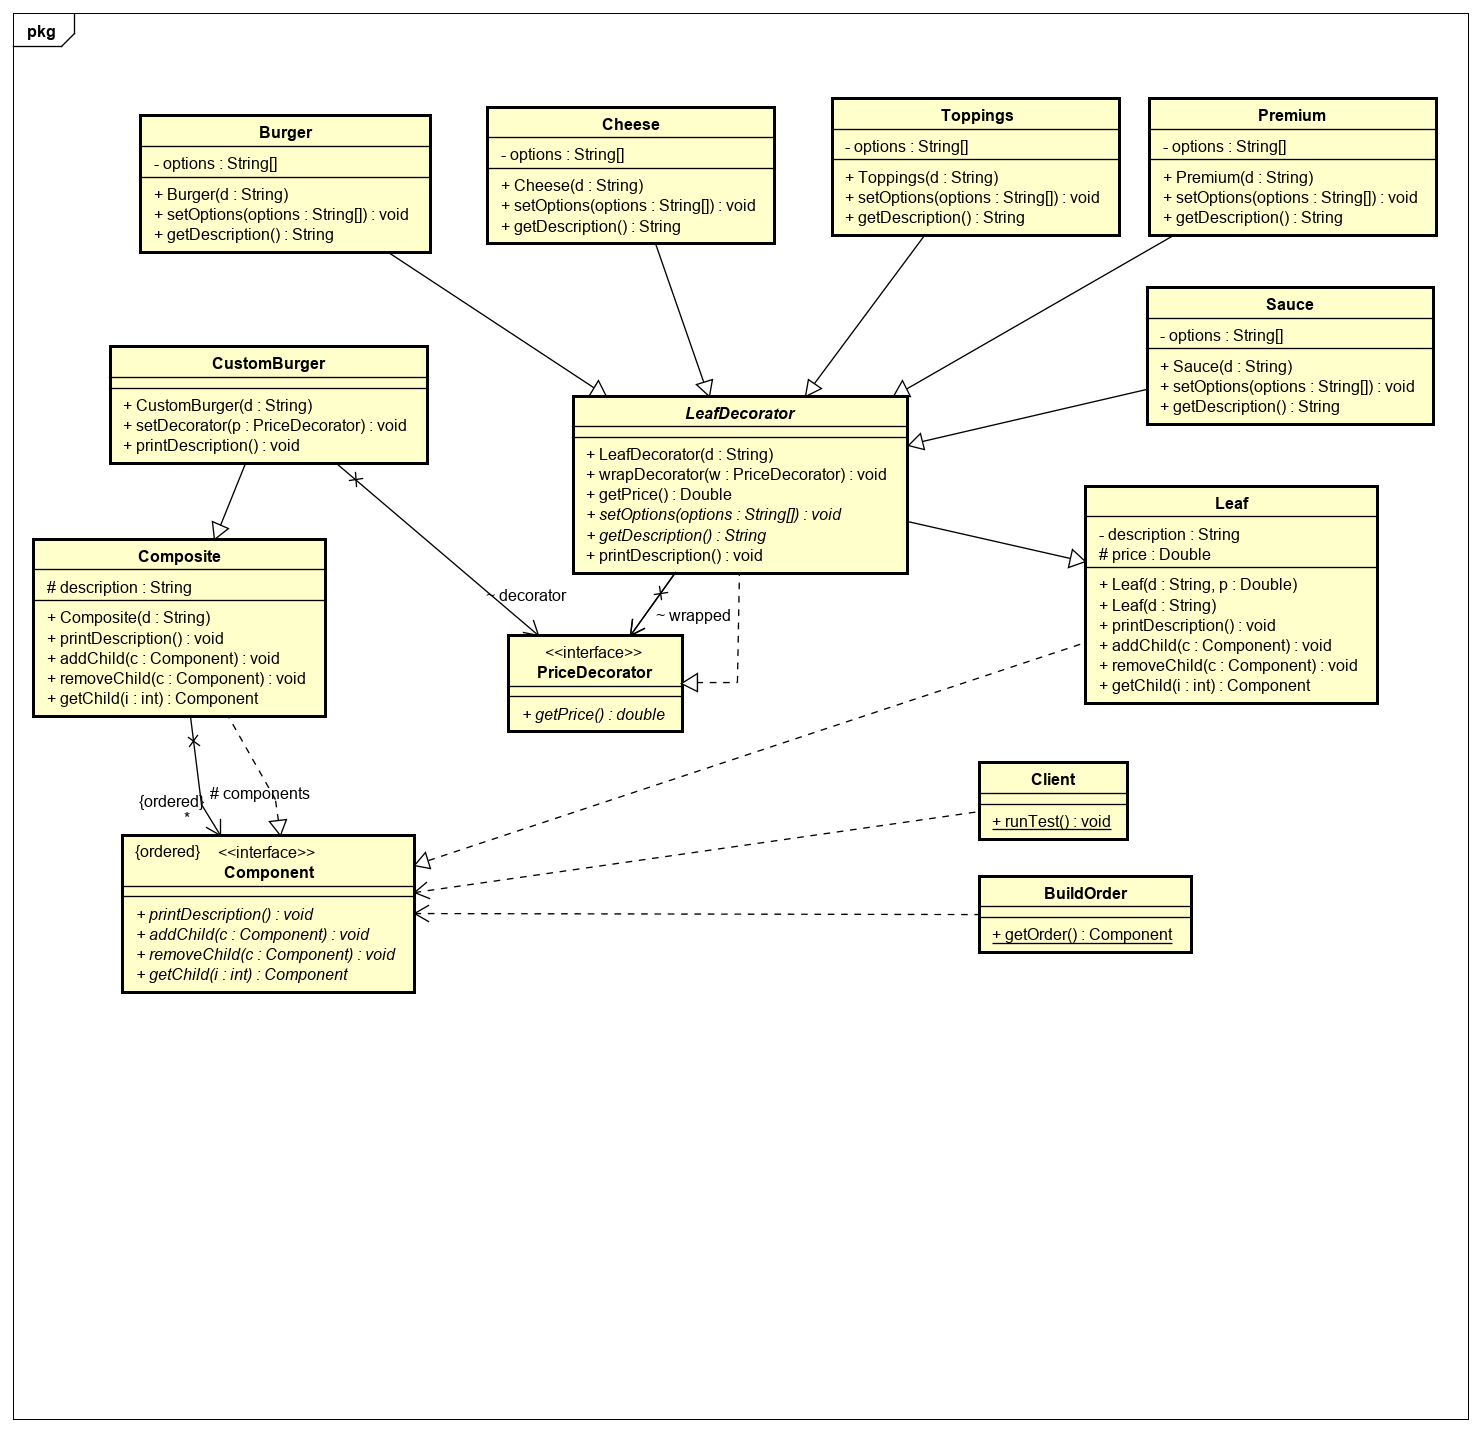 pkg
Burger
- options : String[]
+ Burger(d : String)
+ setOptions(options : String[]) : void
+ getDescription() : String
Cheese
- options : String[]
+ Cheese(d : String)
+ setOptions(options : String[]) : void
+ getDescription() : String
Toppings
- options : String[]
+ Toppings(d : String)
+ setOptions(options : String[]) : void
+ getDescription() : String
Premium
- options : String[]
+ Premium(d : String)
+ setOptions(options : String[]) : void
+ getDescription() : String
Sauce
- options : String[]
+ Sauce(d : String)
+ setOptions(options : String[]) : void
+ getDescription() : String
CustomBurger
+ CustomBurger(d : String)
+ setDecorator(p : PriceDecorator) : void
+ printDescription() : void
LeafDecorator
+ LeafDecorator(d : String)
+ wrapDecorator(w : PriceDecorator) : void
+ getPrice() : Double
+ setOptions(options : String[]) : void
+ getDescription() : String
+ printDescription() : void
Leaf
- description : String
# price : Double
+ Leaf(d : String, p : Double)
+ Leaf(d : String)
+ printDescription() : void
+ addChild(c : Component) : void
+ removeChild(c : Component) : void
+ getChild(i : int) : Component
Composite
# description : String
+ Composite(d : String)
+ printDescription() : void
+ addChild(c : Component) : void
+ removeChild(c : Component) : void
+ getChild(i : int) : Component
~ decorator
~ wrapped
<<interface>>
PriceDecorator
+ getPrice() : double
{ordered}
*
# components
{ordered}
<<interface>>
Component
+ printDescription() : void
+ addChild(c : Component) : void
+ removeChild(c : Component) : void
+ getChild(i : int) : Component
Client
+ runTest() : void
BuildOrder
+ getOrder() : Component